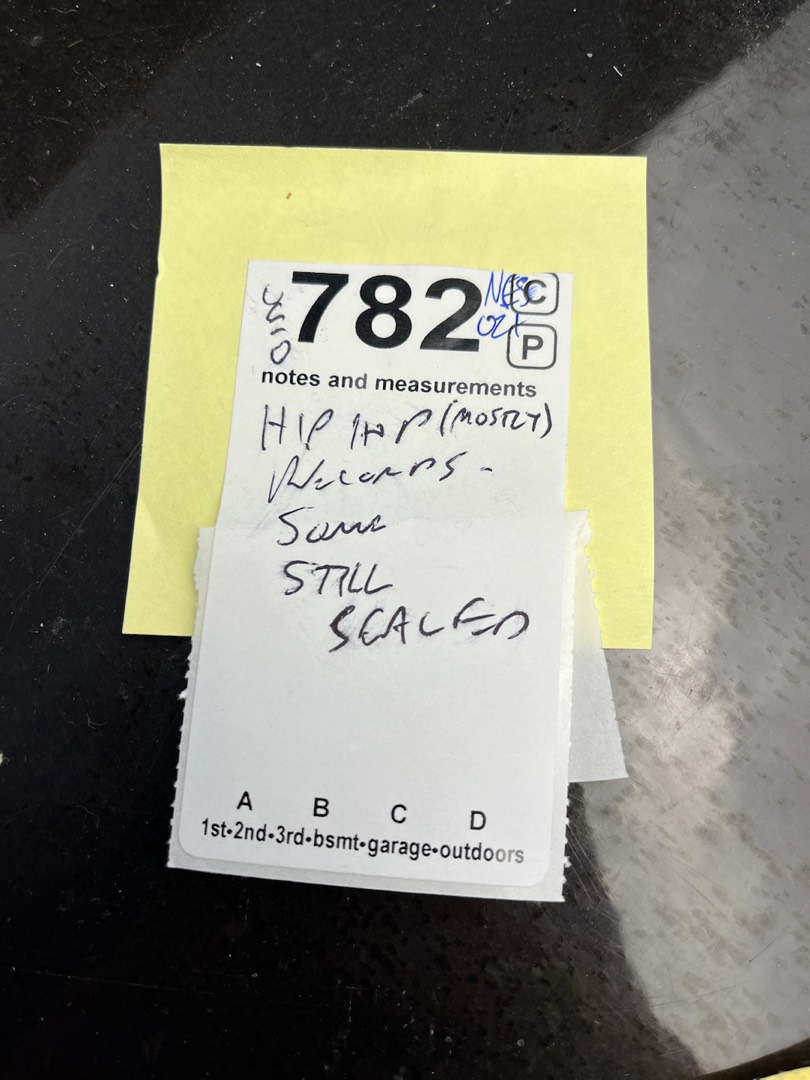 782
C
P
notes and measurements
HIP HOP (MOSTLY)
RECORDS -
SOME
STILL
SEALED
A B C D
1st•2nd•3rd•bsmt•garage•outdoors